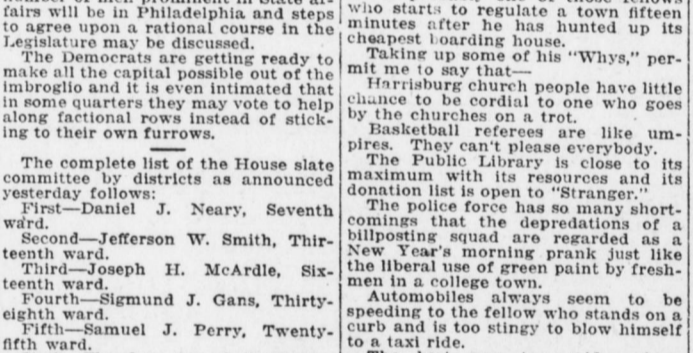 fairs will be in Philadelphia and steps
to agree upon a rational course in the
Legislature may be discussed.
The Democrats are getting ready to
make all the capital possible out of the
imbroglio and it is even intimated that
in some quarters they may vote to help
along factional rows instead of stick-
ing to their own furrows.
The complete list of the House slate
committee by districts as announced
yesterday follows:
First—Daniel J. Neary, Seventh
ward.
Second—Jefferson W. Smith, Thir-
teenth ward.
Third—Joseph H. McArdle, Six-
teenth ward.
Fourth—Sigmund J. Gans, Thirty-
eighth ward.
Fifth—Samuel J. Perry, Twenty-
fifth ward.
who starts to regulate a town fifteen
minutes after he has hunted up its
cheapest boarding house.
Taking up some of his "Whys," per-
mit me to say that—
Harrisburg church people have little
chance to be cordial to one who goes
by the churches on a trot.
Basketball referees are like um-
pires. They can't please everybody.
The Public Library is close to its
maximum with its resources and its
donation list is open to "Stranger."
The police force has so many short-
comings that the depredations of a
billposting squad are regarded as a
New Year's morning prank just like
the liberal use of green paint by fresh-
men in a college town.
Automobiles always seem to be
speeding to the fellow who stands on a
curb and is too stingy to blow himself
to a taxi ride.